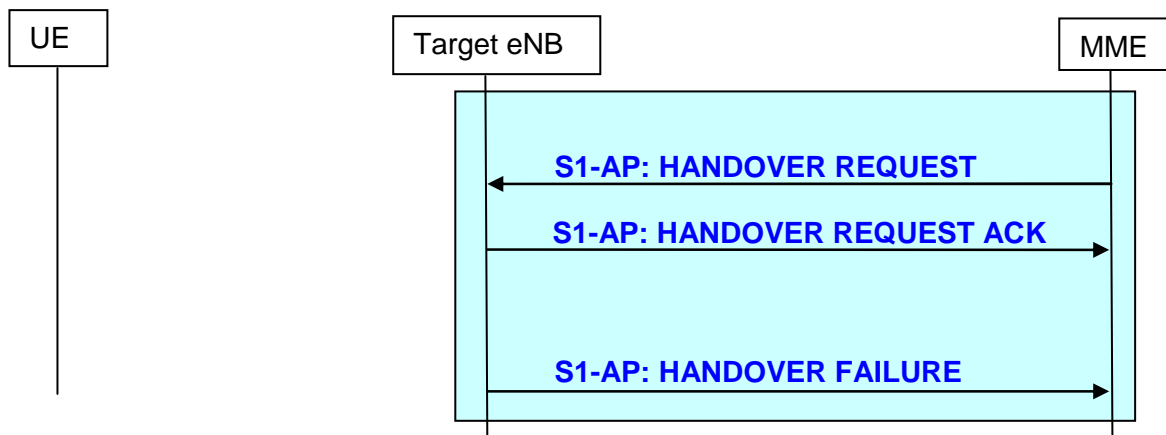 UE
Target eNB
MME
S1-AP: HANDOVER REQUEST
S1-AP: HANDOVER REQUEST ACK
S1-AP: HANDOVER FAILURE